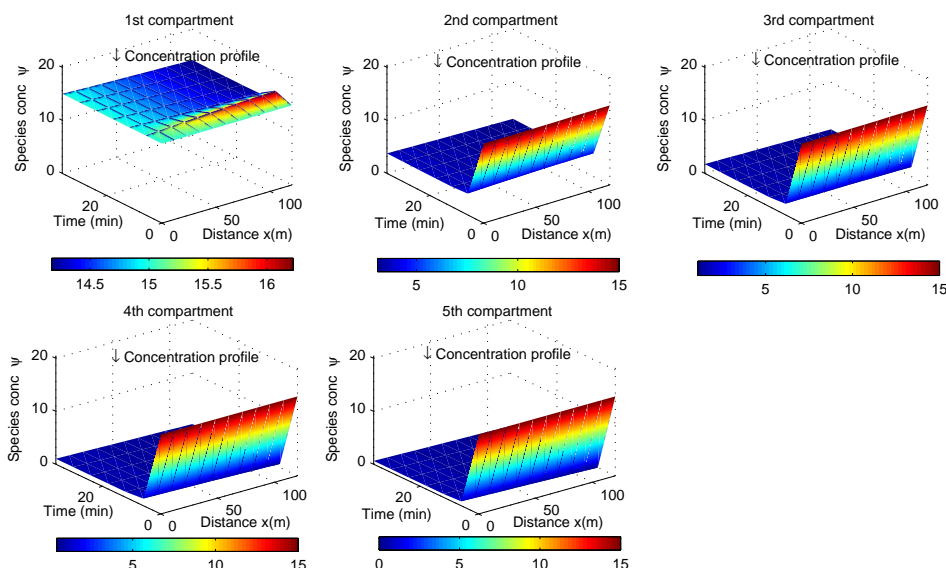 1st compartment
↓ Concentration profile
20
10
0
Species conc ψ
20
0
Time (min)
0
50
100
Distance x(m)
14.5
15
15.5
16
2nd compartment
↓ Concentration profile
20
10
0
Species conc ψ
20
0
Time (min)
0
50
100
Distance x(m)
5
10
15
3rd compartment
↓ Concentration profile
20
10
0
Species conc ψ
20
0
Time (min)
0
50
100
Distance x(m)
5
10
15
4th compartment
↓ Concentration profile
20
10
0
Species conc ψ
20
0
Time (min)
0
50
100
Distance x(m)
5
10
15
5th compartment
↓ Concentration profile
20
10
0
Species conc ψ
20
0
Time (min)
0
50
100
Distance x(m)
0
5
10
15